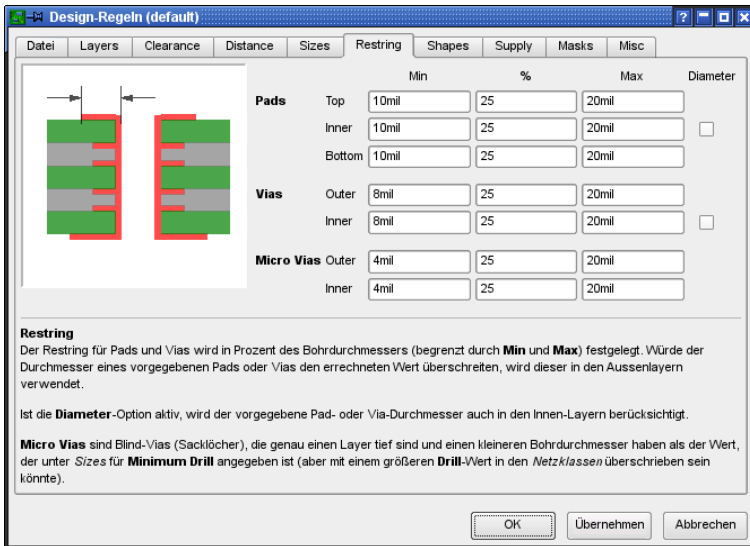 Design-Regeln (default)
Datei Layers Clearance Distance Sizes Restring Shapes Supply Masks Misc
Min % Max Diameter
Pads Top 10mil 25 20mil
Inner 10mil 25 20mil
Bottom 10mil 25 20mil
Vias Outer 8mil 25 20mil
Inner 8mil 25 20mil
Micro Vias Outer 4mil 25 20mil
Inner 4mil 25 20mil
Restring
Der Restring für Pads und Vias wird in Prozent des Bohrdurchmessers (begrenzt durch Min und Max) festgelegt. Würde der
Durchmesser eines vorgegebenen Pads oder Vias den errechneten Wert überschreiten, wird dieser in den Aussenlayern
verwendet.
Ist die Diameter-Option aktiv, wird der vorgegebene Pad- oder Via-Durchmesser auch in den Innen-Layern berücksichtigt.
Micro Vias sind Blind-Vias (Sacklöcher), die genau einen Layer tief sind und einen kleineren Bohrdurchmesser haben als der Wert,
der unter Sizes für Minimum Drill angegeben ist (aber mit einem größeren Drill-Wert in den Netzklassen überschrieben sein
könnte).
OK Übernehmen Abbrechen